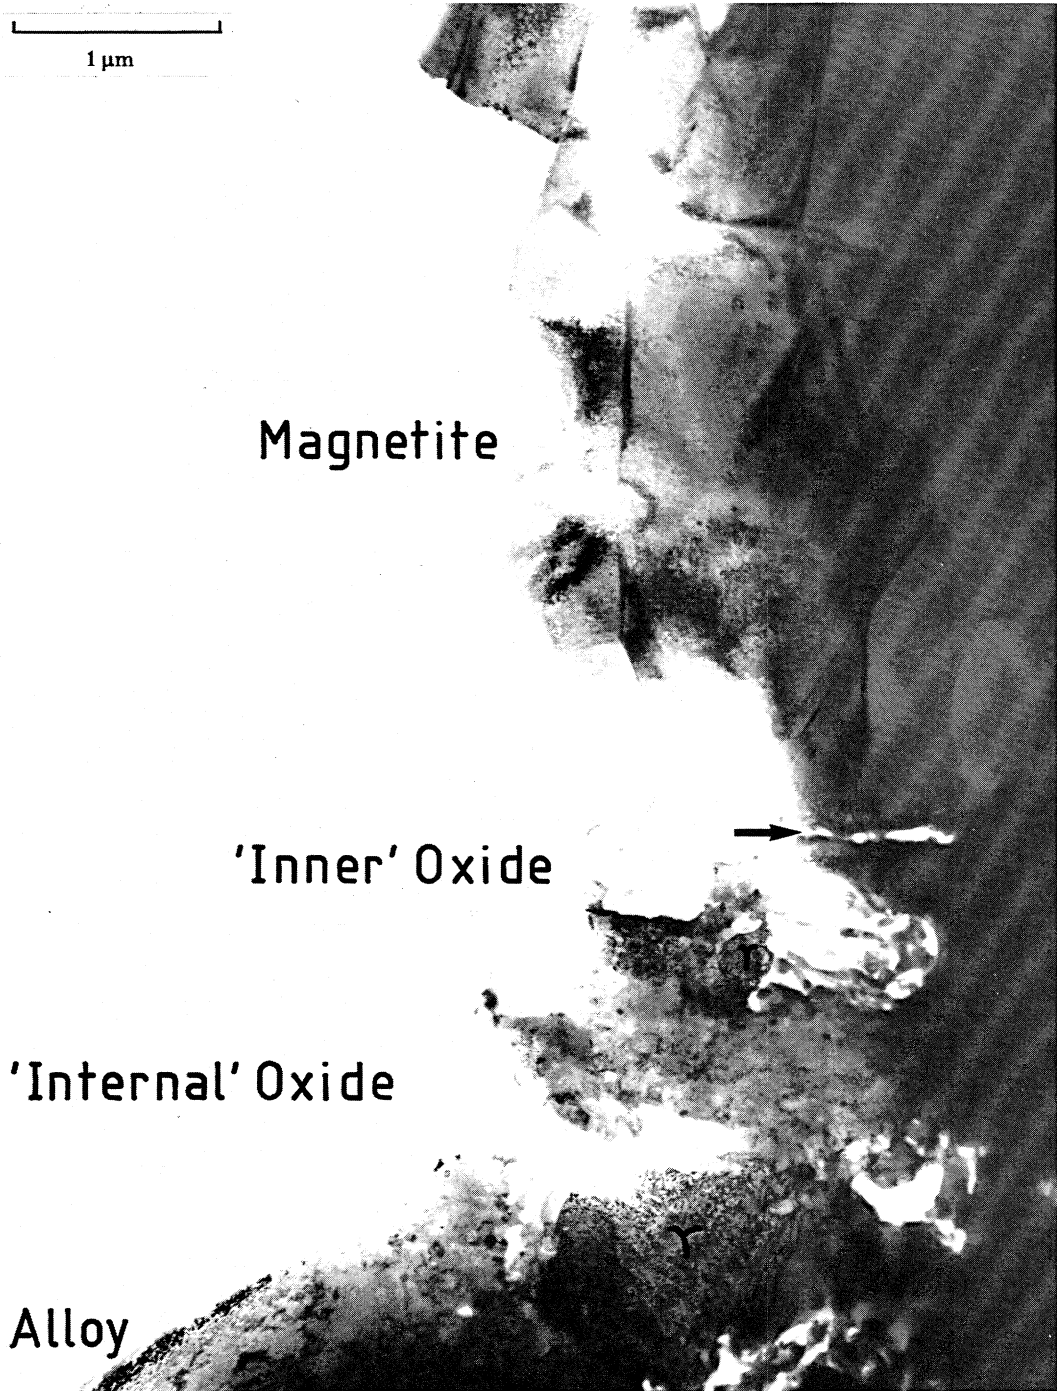 1 μm
Magnetite
'Inner' Oxide
'Internal' Oxide
γ
Alloy